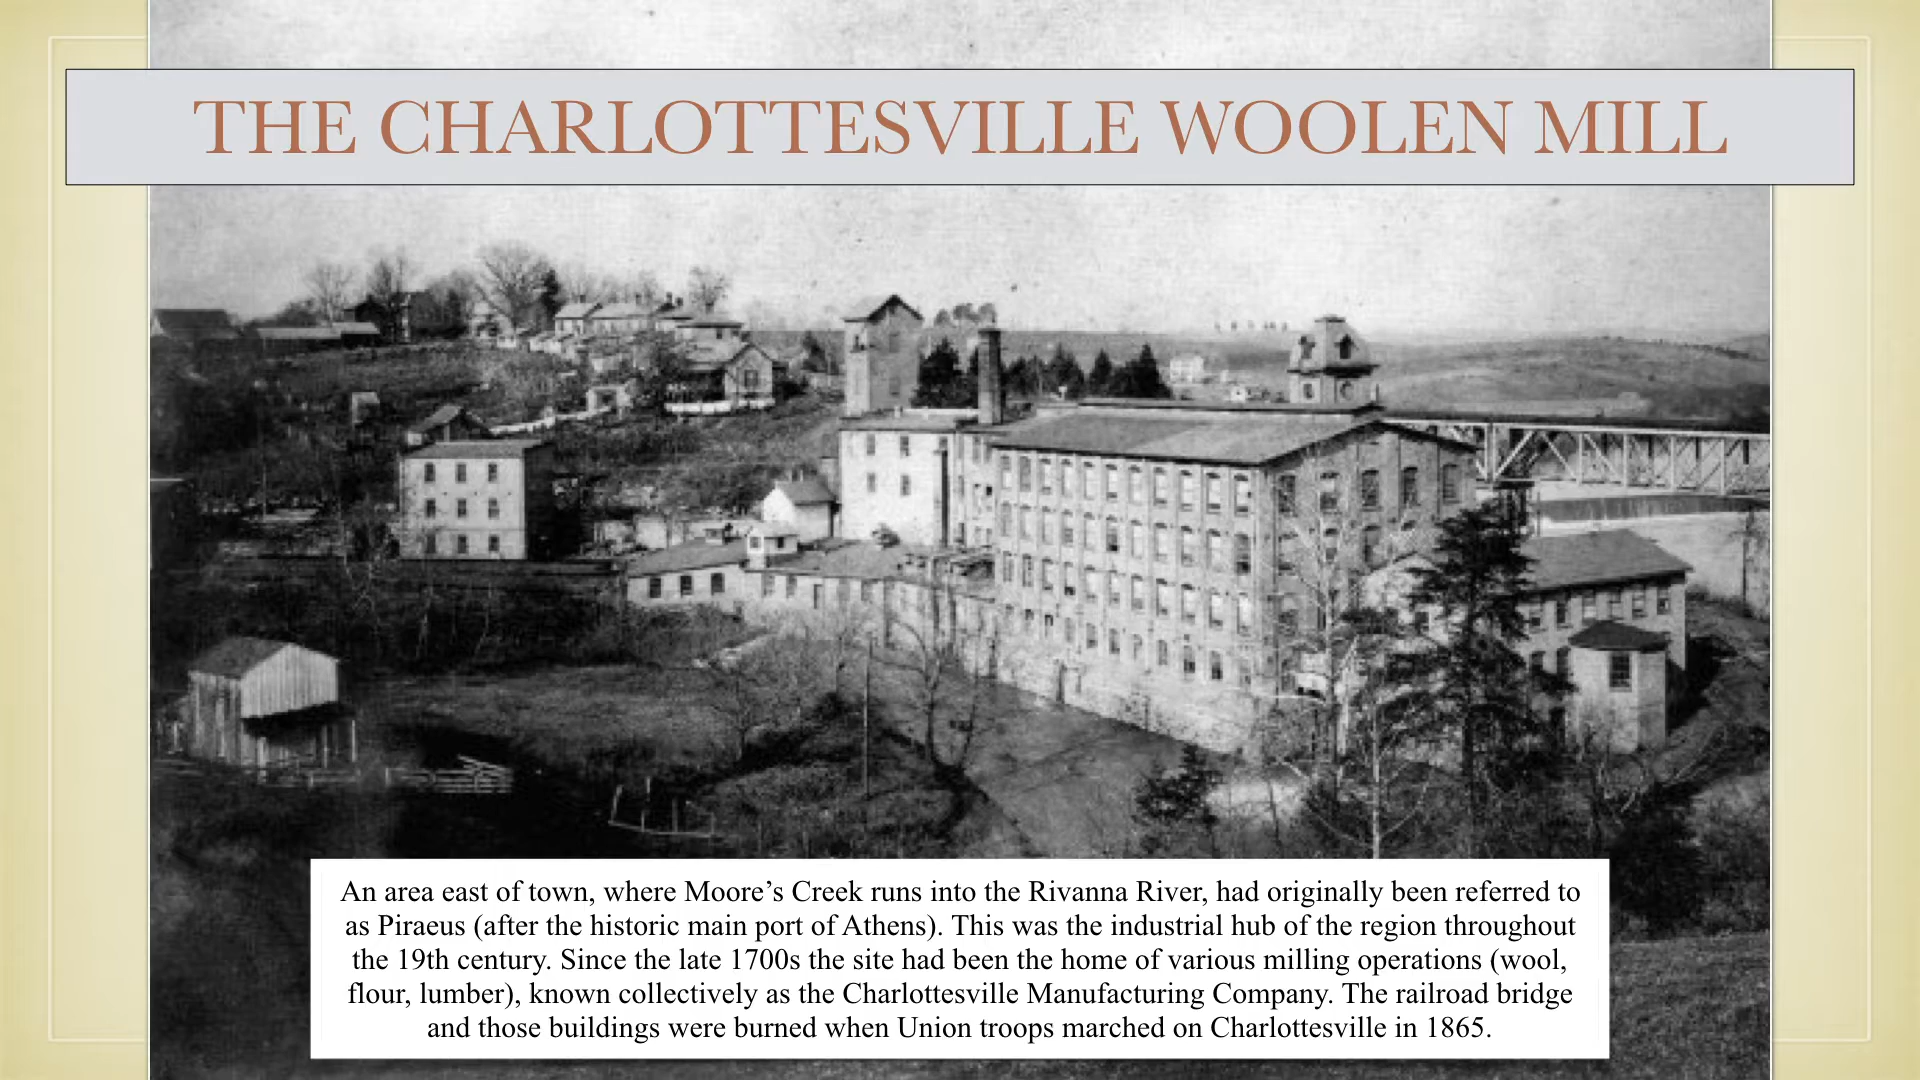 THE CHARLOTTESVILLE WOOLEN MILL
An area east of town, where Moore’s Creek runs into the Rivanna River, had originally been referred to
as Piraeus (after the historic main port of Athens). This was the industrial hub of the region throughout
the 19th century. Since the late 1700s the site had been the home of various milling operations (wool,
flour, lumber), known collectively as the Charlottesville Manufacturing Company. The railroad bridge
and those buildings were burned when Union troops marched on Charlottesville in 1865.